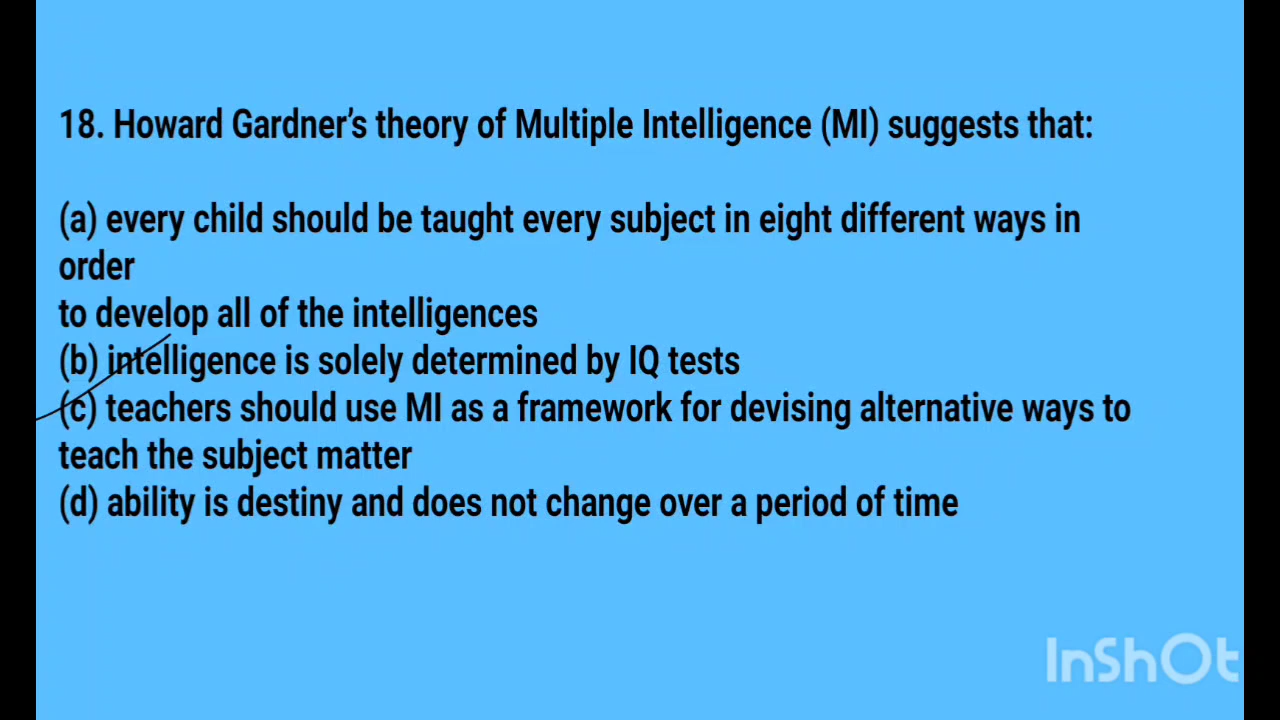 18. Howard Gardner's theory of Multiple Intelligence (MI) suggests that:
(a) every child should be taught every subject in eight different ways in
order
to develop all of the intelligences
(b) intelligence is solely determined by IQ tests
(c) teachers should use MI as a framework for devising alternative ways to
teach the subject matter
(d) ability is destiny and does not change over a period of time
InShOt